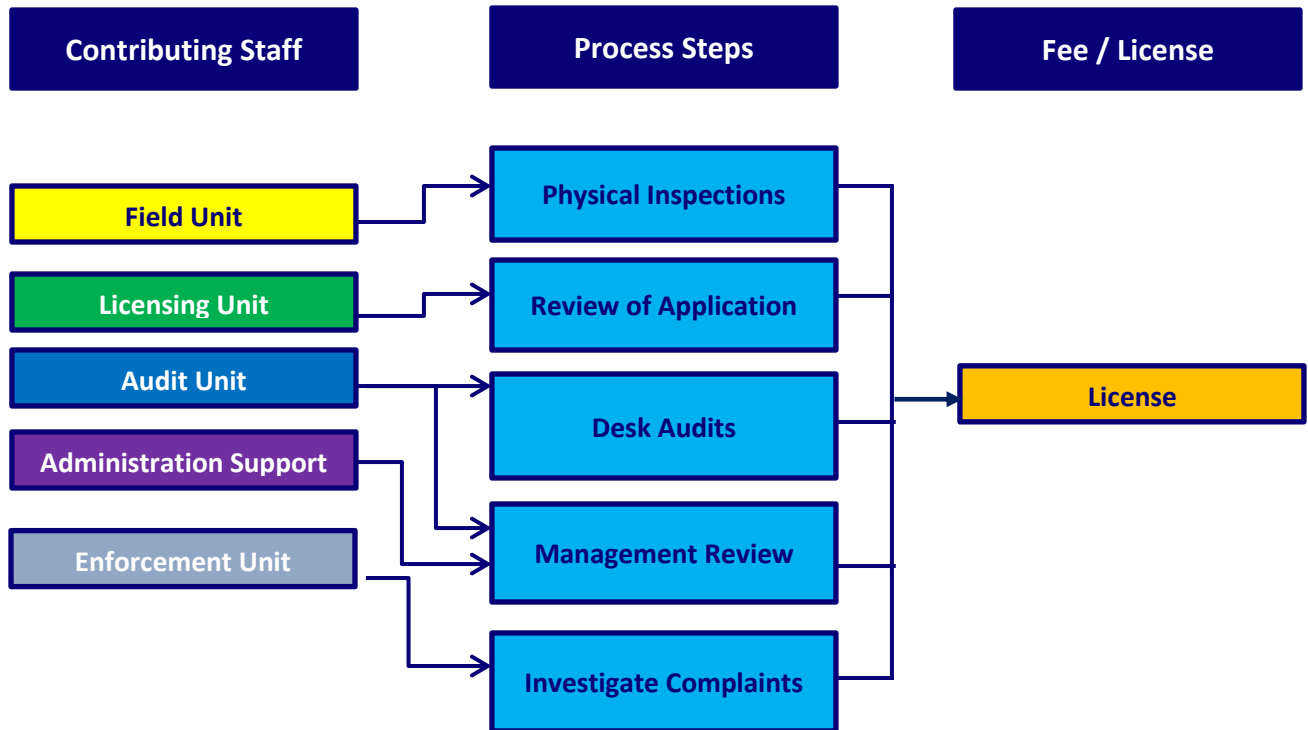 Contributing Staff
Process Steps
Fee / License
Field Unit
Licensing Unit
Audit Unit
Administration Support
Enforcement Unit
Physical Inspections
Review of Application
Desk Audits
Management Review
Investigate Complaints
License